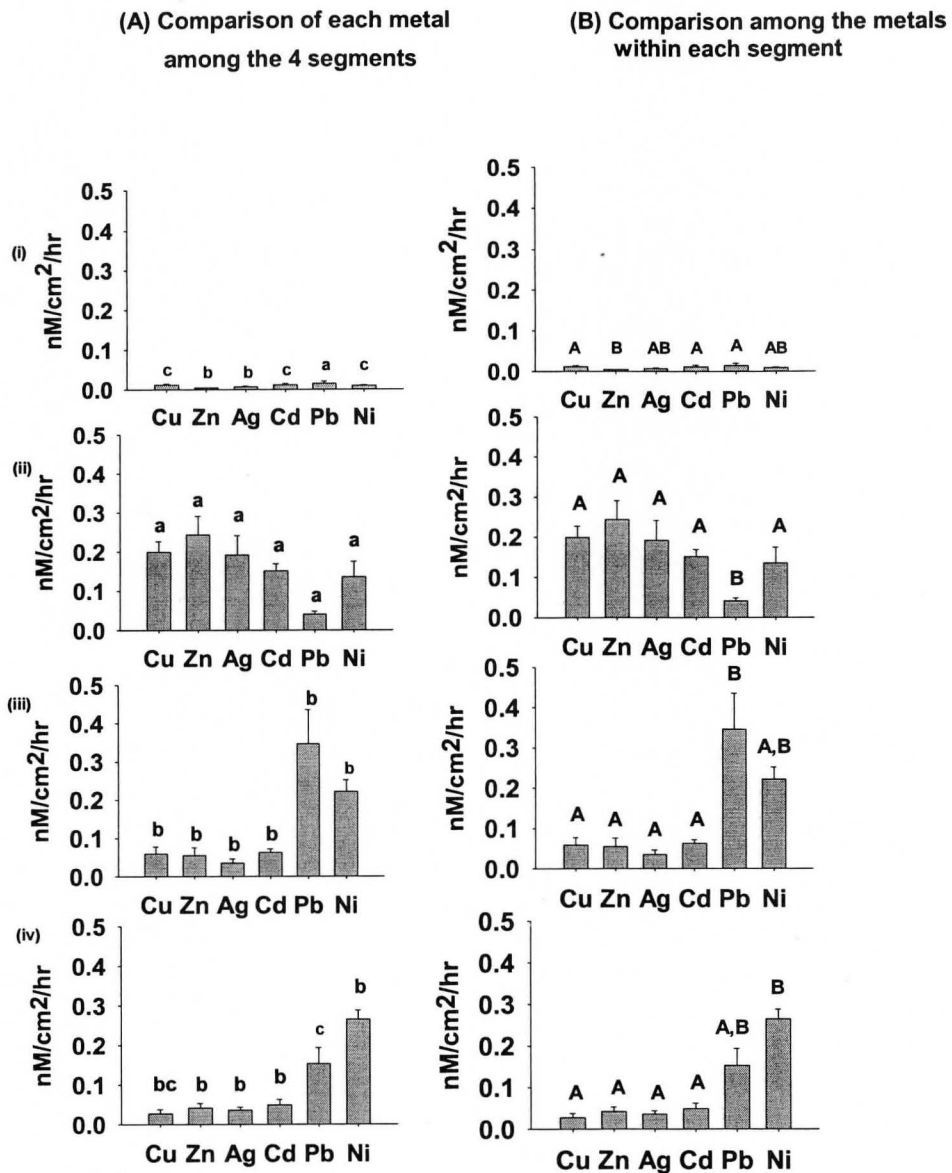 (A) Comparison of each metal
among the 4 segments
(B) Comparison among the metals
within each segment
(i)
nM/cm²/hr
0.5
0.4
0.3
0.2
0.1
0.0
c b b c a c
Cu Zn Ag Cd Pb Ni
nM/cm²/hr
0.5
0.4
0.3
0.2
0.1
0.0
A B AB A A AB
Cu Zn Ag Cd Pb Ni
(ii)
nM/cm²/hr
0.5
0.4
0.3
0.2
0.1
0.0
a a a a a a
Cu Zn Ag Cd Pb Ni
nM/cm²/hr
0.5
0.4
0.3
0.2
0.1
0.0
A A A A B A
Cu Zn Ag Cd Pb Ni
(iii)
nM/cm²/hr
0.5
0.4
0.3
0.2
0.1
0.0
b b b b b b
Cu Zn Ag Cd Pb Ni
nM/cm²/hr
0.5
0.4
0.3
0.2
0.1
0.0
A A A A B A,B
Cu Zn Ag Cd Pb Ni
(iv)
nM/cm²/hr
0.5
0.4
0.3
0.2
0.1
0.0
bc b b b c b
Cu Zn Ag Cd Pb Ni
nM/cm²/hr
0.5
0.4
0.3
0.2
0.1
0.0
A A A A A,B B
Cu Zn Ag Cd Pb Ni